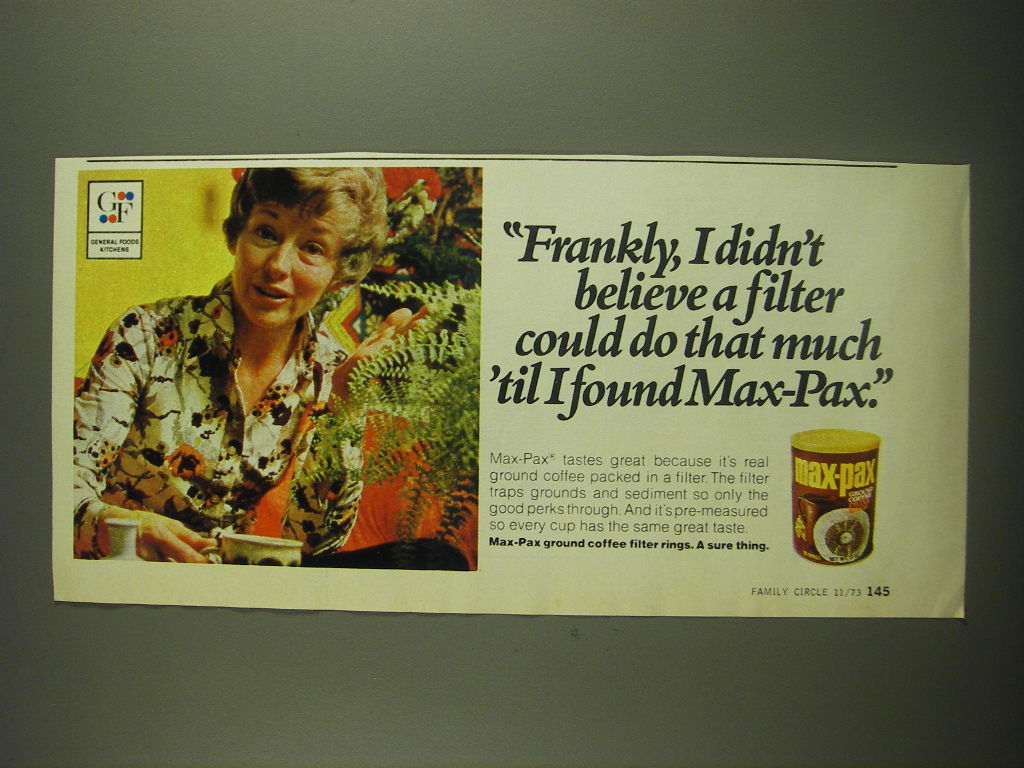 GF
GENERAL FOODS
KITCHENS
“Frankly, I didn't
believe a filter
could do that much
'til I found Max-Pax.”
Max-Pax® tastes great because it's real
ground coffee packed in a filter. The filter
traps grounds and sediment so only the
good perks through. And it's pre-measured
so every cup has the same great taste.
Max-Pax ground coffee filter rings. A sure thing.
max-pax
GROUND
COFFEE
FAMILY CIRCLE 11/73 145